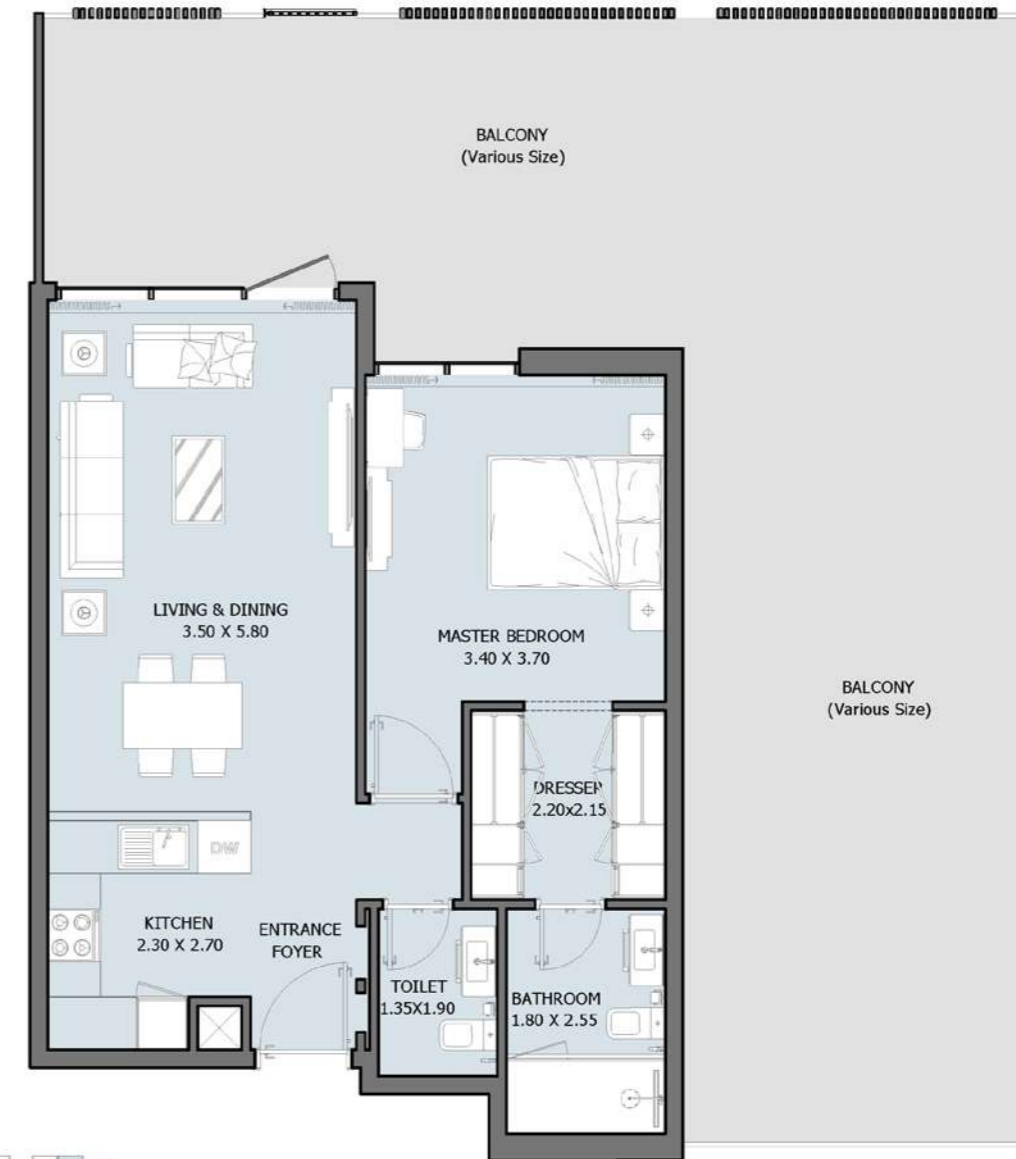 BALCONY
(Various Size)
LIVING & DINING
3.50 X 5.80
MASTER BEDROOM
3.40 X 3.70
BALCONY
(Various Size)
DRESSER
2.20x2.15
DW
KITCHEN
2.30 X 2.70
ENTRANCE
FOYER
TOILET
1.35X1.90
BATHROOM
1.80 X 2.55